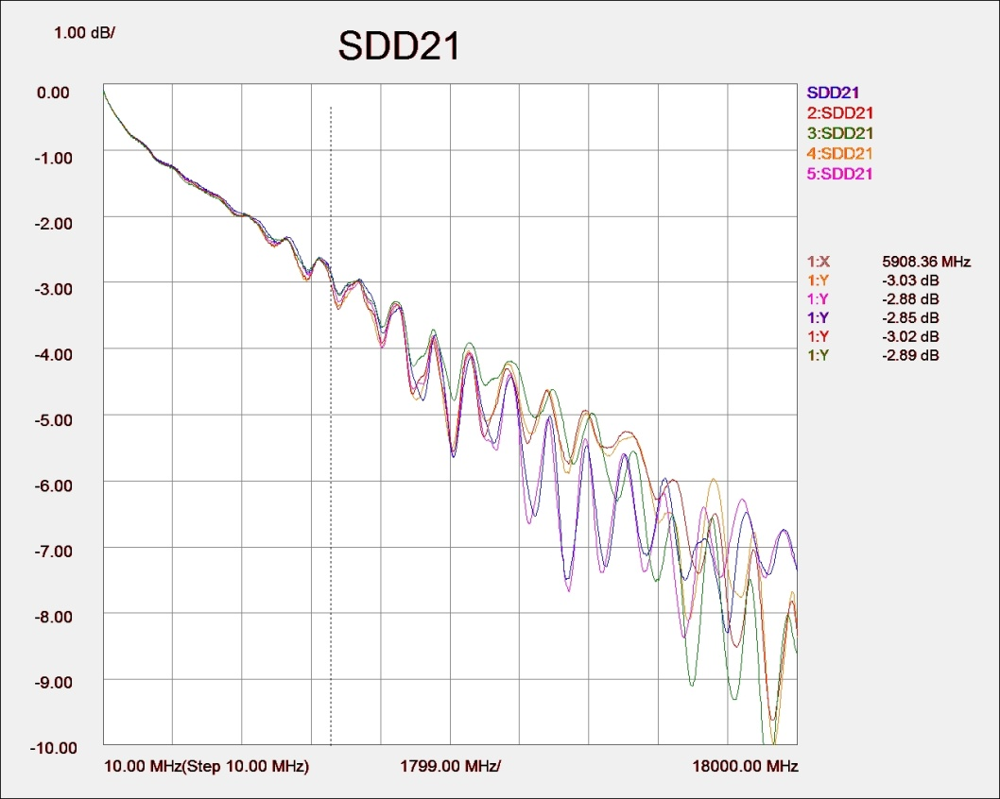 1.00 dB/
SDD21
0.00
-1.00
-2.00
-3.00
-4.00
-5.00
-6.00
-7.00
-8.00
-9.00
-10.00
10.00 MHz(Step 10.00 MHz)
1799.00 MHz/
18000.00 MHz
SDD21
2:SDD21
3:SDD21
4:SDD21
5:SDD21
1:X 5908.36 MHz
1:Y -3.03 dB
1:Y -2.88 dB
1:Y -2.85 dB
1:Y -3.02 dB
1:Y -2.89 dB